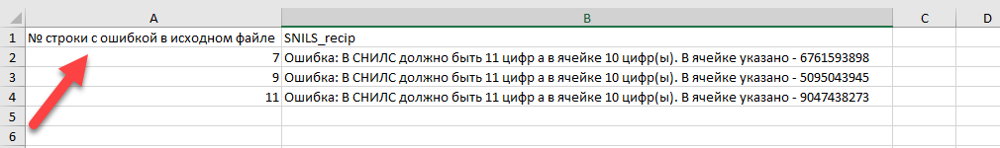 A B C D
1 № строки с ошибкой в исходном файле SNILS_recip
2 7 Ошибка: В СНИЛС должно быть 11 цифр а в ячейке 10 цифр(ы). В ячейке указано - 6761593898
3 9 Ошибка: В СНИЛС должно быть 11 цифр а в ячейке 10 цифр(ы). В ячейке указано - 5095043945
4 11 Ошибка: В СНИЛС должно быть 11 цифр а в ячейке 10 цифр(ы). В ячейке указано - 9047438273
5
6